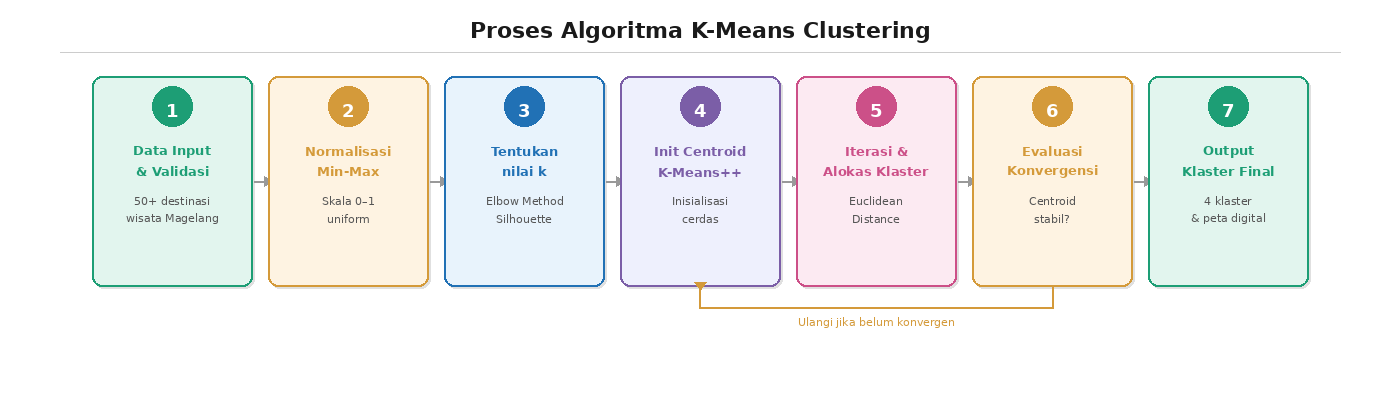 Proses Algoritma K-Means Clustering
1
Data Input
& Validasi
50+ destinasi
wisata Magelang
2
Normalisasi
Min-Max
Skala 0–1
uniform
3
Tentukan
nilai k
Elbow Method
Silhouette
4
Init Centroid
K-Means++
Inisialisasi
cerdas
5
Iterasi &
Alokas Klaster
Euclidean
Distance
6
Evaluasi
Konvergensi
Centroid
stabil?
7
Output
Klaster Final
4 klaster
& peta digital
Ulangi jika belum konvergen